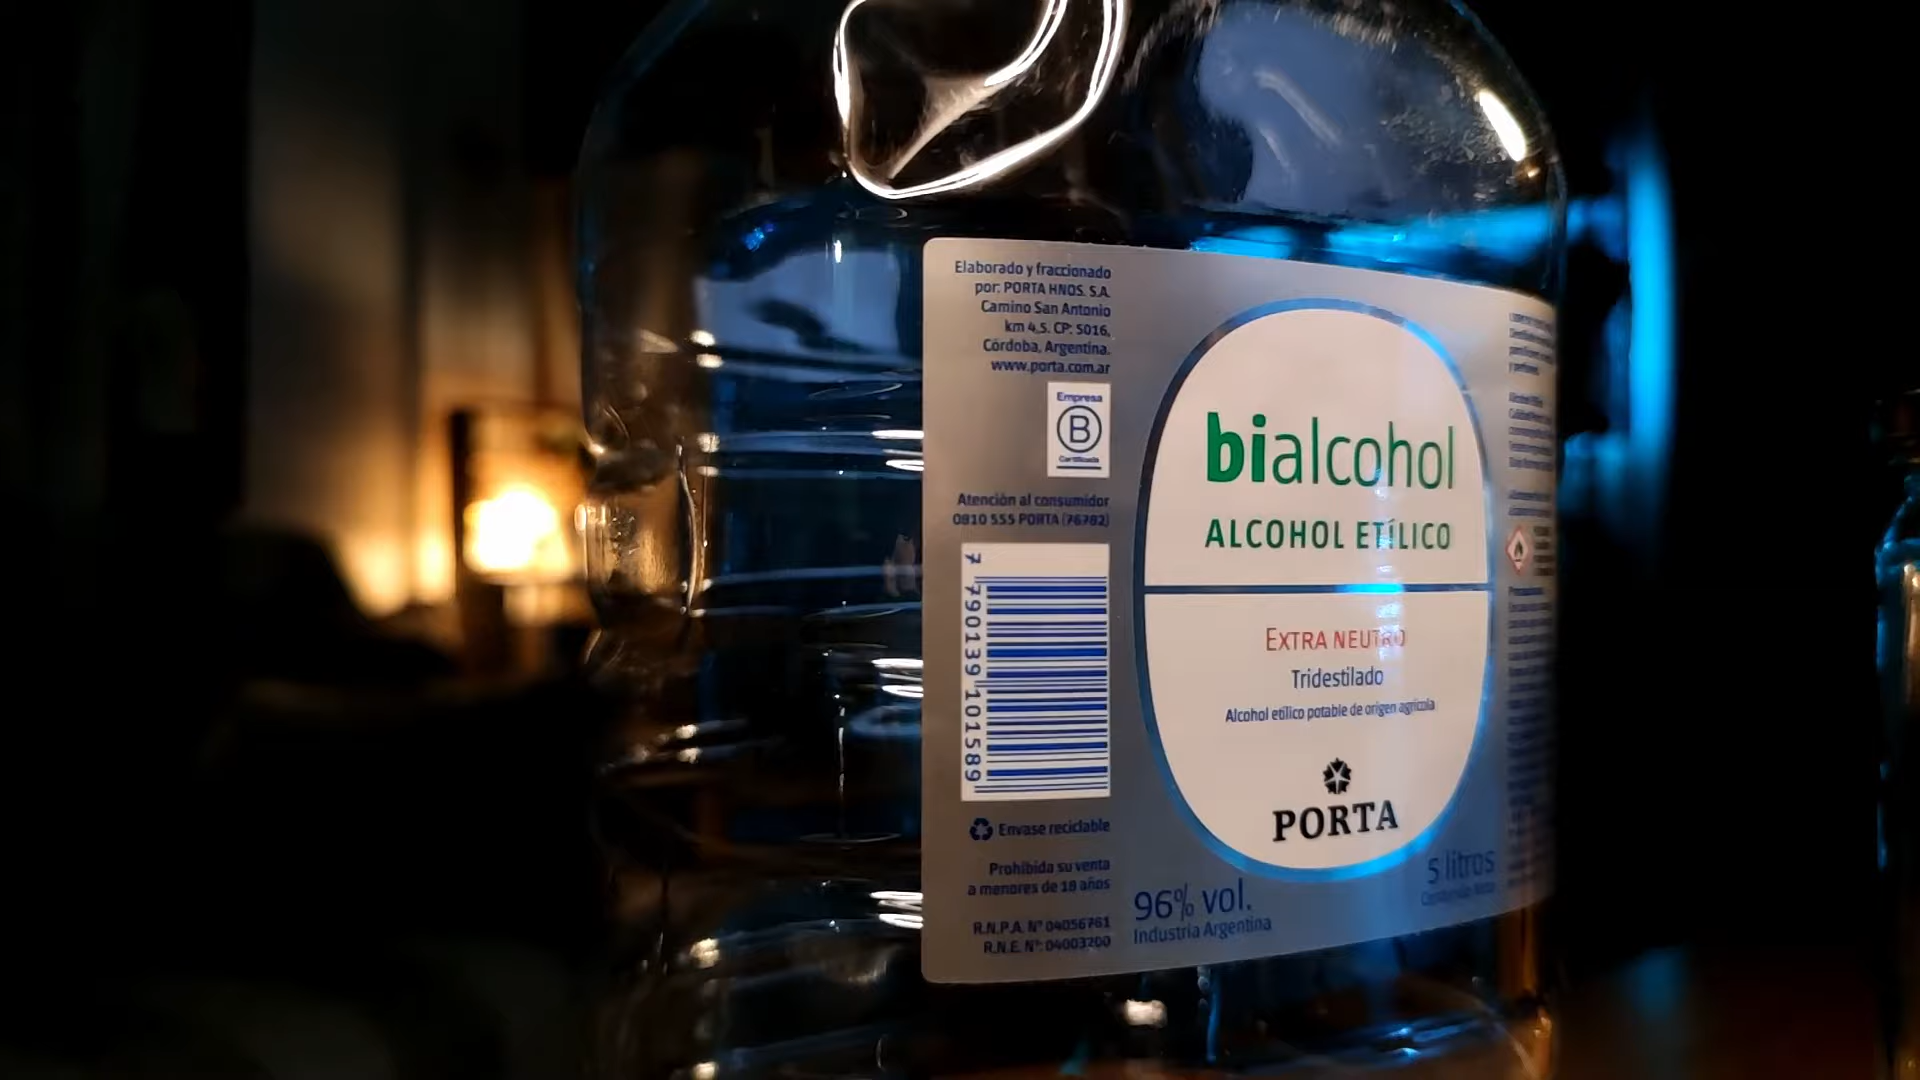 Elaborado y fraccionado
por: PORTA HNOS. S.A.
Camino San Antonio
km 4.5. CP: 5016,
Córdoba, Argentina.
www.porta.com.ar
Empresa
B
Certificada
Atención al consumidor
0810 555 PORTA (76782)
7 790139 101589
Envase reciclable
Prohibida su venta
a menores de 18 años
R.N.P.A. N° 04056761
R.N.E. N°: 04003200
bialcohol
ALCOHOL ETÍLICO
EXTRA NEUTRO
Tridestilado
Alcohol etílico potable de origen agrícola
PORTA
96% vol.
Industria Argentina
5 litros
Contenido Neto